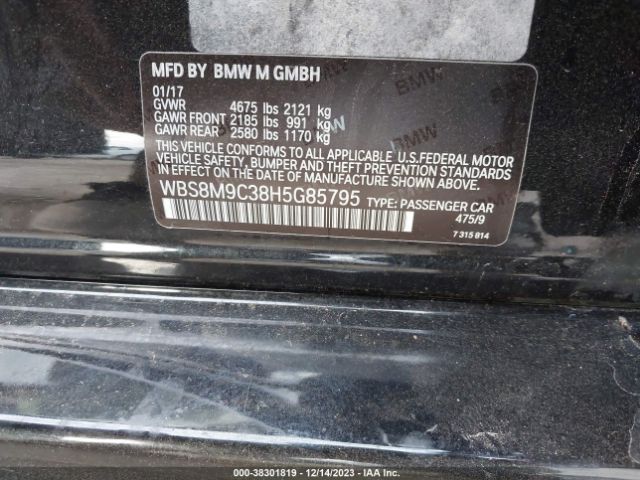 MFD BY BMW M GMBH
01/17
GVWR 4675 lbs 2121 kg
GAWR FRONT 2185 lbs 991 kg
GAWR REAR 2580 lbs 1170 kg
THIS VEHICLE CONFORMS TO ALL APPLICABLE U.S.FEDERAL MOTOR
VEHICLE SAFETY, BUMPER AND THEFT PREVENTION STANDARDS
IN EFFECT ON THE DATE OF MANUFACTURE SHOWN ABOVE.
WBS8M9C38H5G85795 TYPE: PASSENGER CAR
475/9
7 315 814
000-38301819 - 12/14/2023 - IAA Inc.